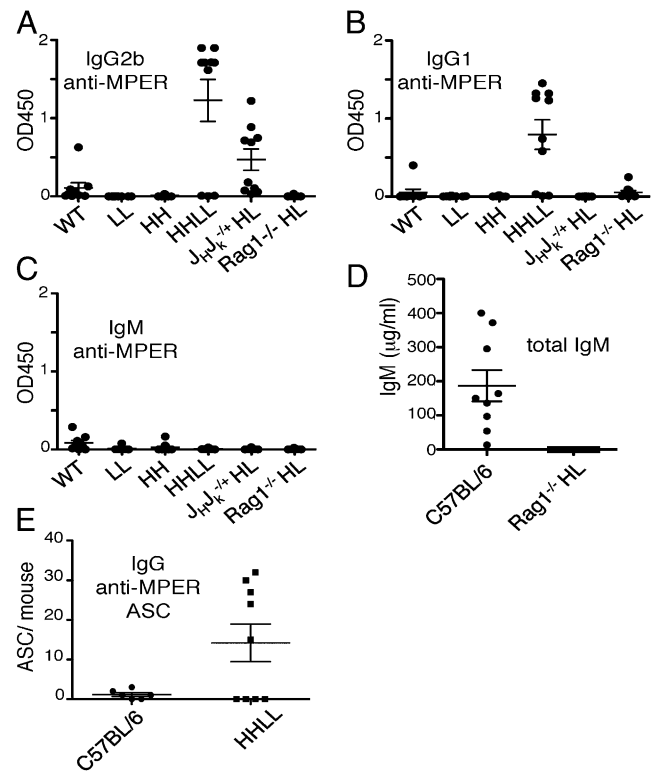 A
IgG2b
anti-MPER
OD450
2
1
0
WT
LL
HH
HHLL
JHJK-/+ HL
Rag1-/- HL
B
IgG1
anti-MPER
OD450
2
1
0
WT
LL
HH
HHLL
JHJK-/+ HL
Rag1-/- HL
C
IgM
anti-MPER
OD450
2
1
0
WT
LL
HH
HHLL
JHJK-/+ HL
Rag1-/- HL
D
total IgM
IgM (µg/ml)
500
400
300
200
100
0
C57BL/6
Rag1-/- HL
E
IgG
anti-MPER
ASC
ASC/ mouse
40
30
20
10
0
C57BL/6
HHLL